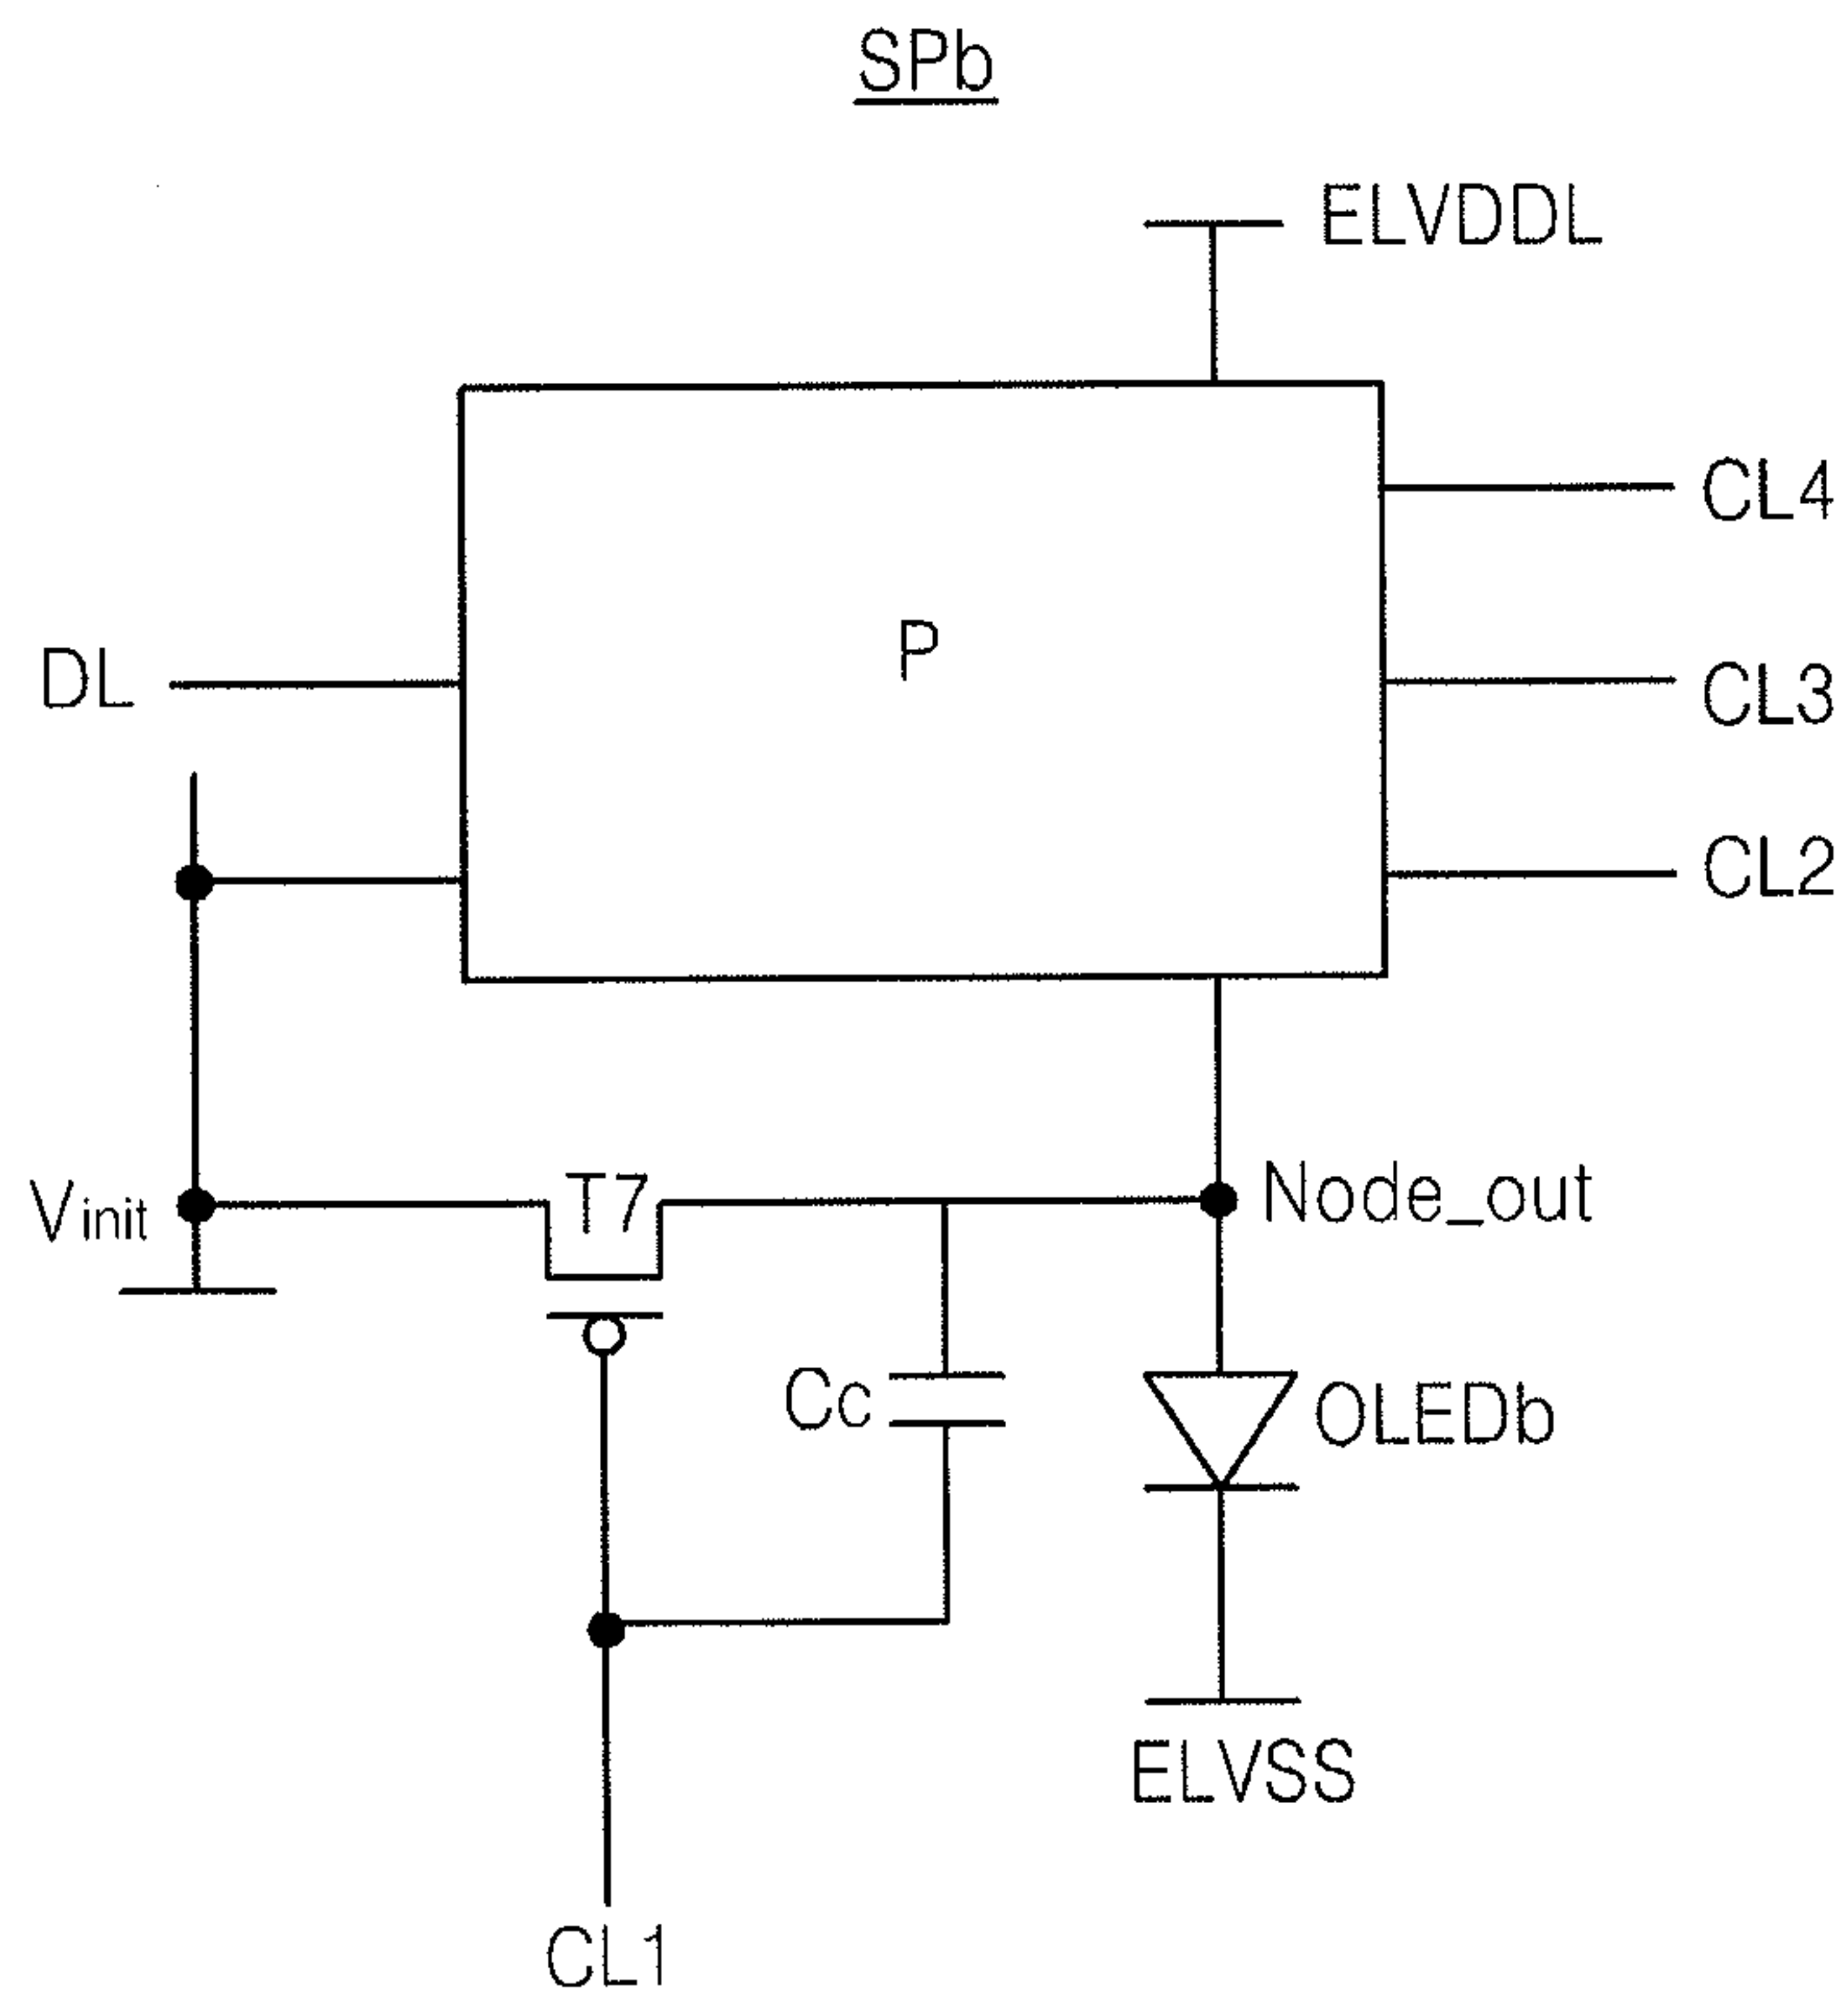 SPb
ELVDDL
CL4
P
DL
CL3
CL2
T7
Node_out
Vinit
Cc
OLEDb
ELVSS
CL1